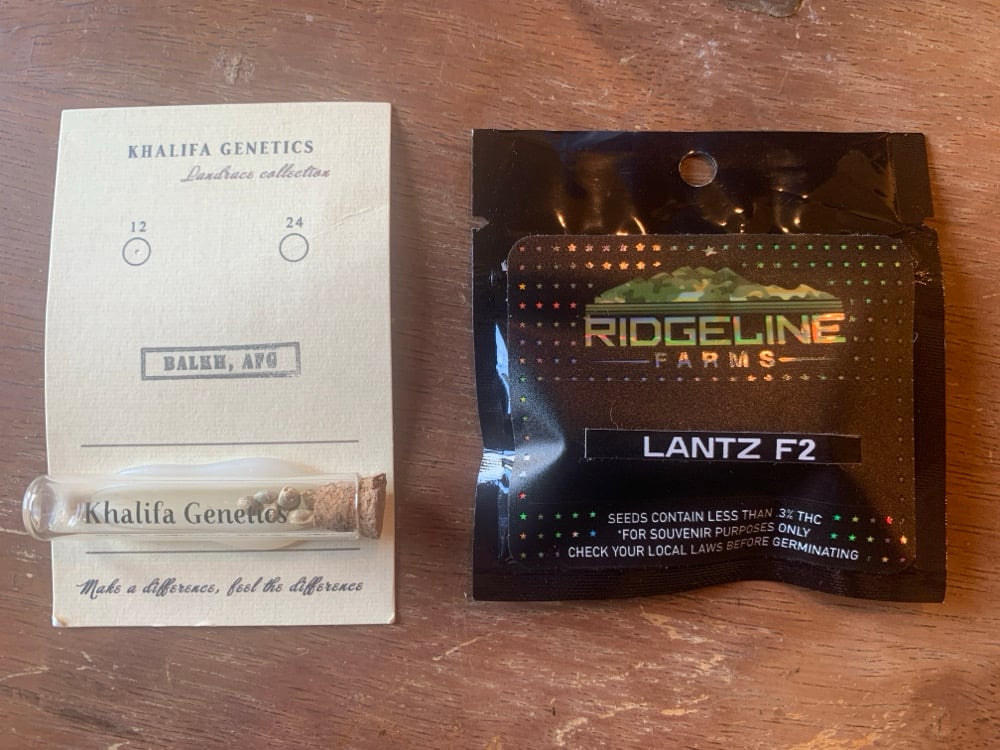 KHALIFA GENETICS
Landrace collection
12 24
BALKH, AFG
Khalifa Genetics
Make a difference, feel the difference
RIDGELINE
FARMS
LANTZ F2
SEEDS CONTAIN LESS THAN .3% THC
*FOR SOUVENIR PURPOSES ONLY
CHECK YOUR LOCAL LAWS BEFORE GERMINATING